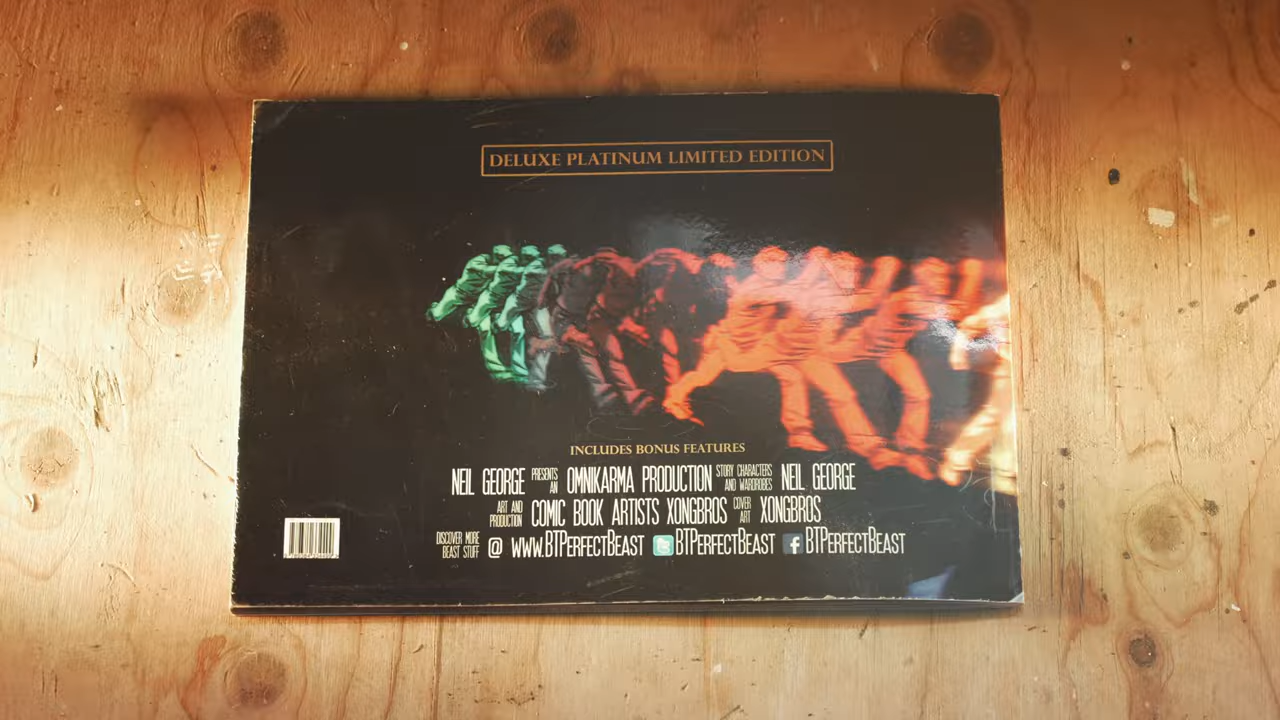 DELUXE PLATINUM LIMITED EDITION
INCLUDES BONUS FEATURES
NEIL GEORGE PRESENTS AN OMNIKARMA PRODUCTION STORY CHARACTERS AND WARDROBES NEIL GEORGE
ART AND PRODUCTION COMIC BOOK ARTISTS XONGBROS COVER ART XONGBROS
DISCOVER MORE BEAST STUFF @ WWW.BTPERFECTBEAST BTPERFECTBEAST f BTPERFECTBEAST